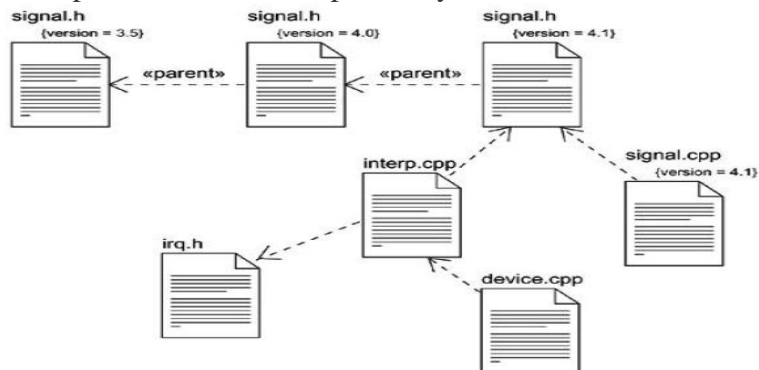 signal.h
{version = 3.5}
signal.h
{version = 4.0}
signal.h
{version = 4.1}
«parent»
«parent»
interp.cpp
signal.cpp
{version = 4.1}
irq.h
device.cpp